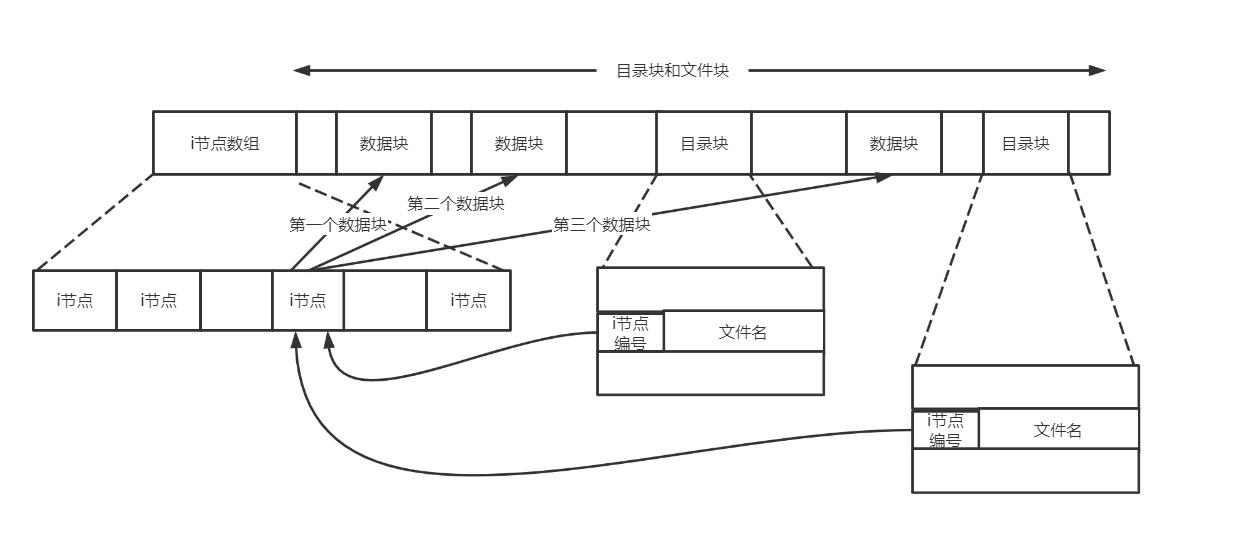 目录块和文件块
i节点数组
数据块
数据块
目录块
数据块
目录块
第一个数据块
第二个数据块
第三个数据块
i节点
i节点
i节点
i节点
i节点
编号
文件名
i节点
编号
文件名